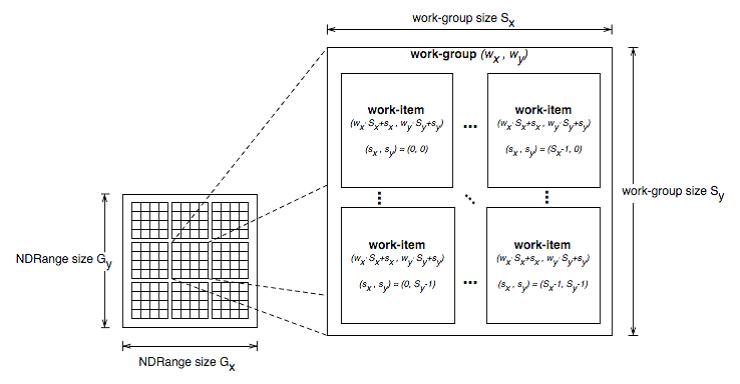 work-group size Sx
work-group (wx, wy)
work-item
(wx·Sx+sx, wy·Sy+sy)
(sx, sy) = (0, 0)
...
work-item
(wx·Sx+sx, wy·Sy+sy)
(sx, sy) = (Sx-1, 0)
work-group size Sy
work-item
(wx·Sx+sx, wy·Sy+sy)
(sx, sy) = (0, Sy-1)
...
work-item
(wx·Sx+sx, wy·Sy+sy)
(sx, sy) = (Sx-1, Sy-1)
NDRange size Gy
NDRange size Gx